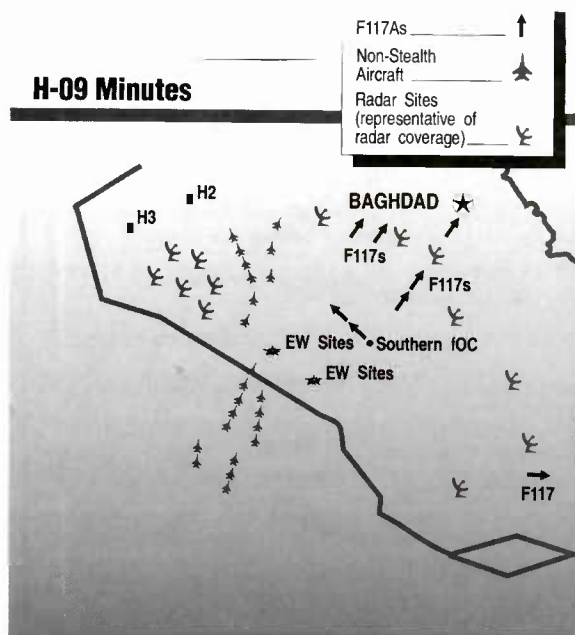 F117As
Non-Stealth
Aircraft
Radar Sites
(representative of
radar coverage)
H-09 Minutes
BAGHDAD
H2
H3
F117s
F117s
EW Sites
Southern fOC
EW Sites
F117